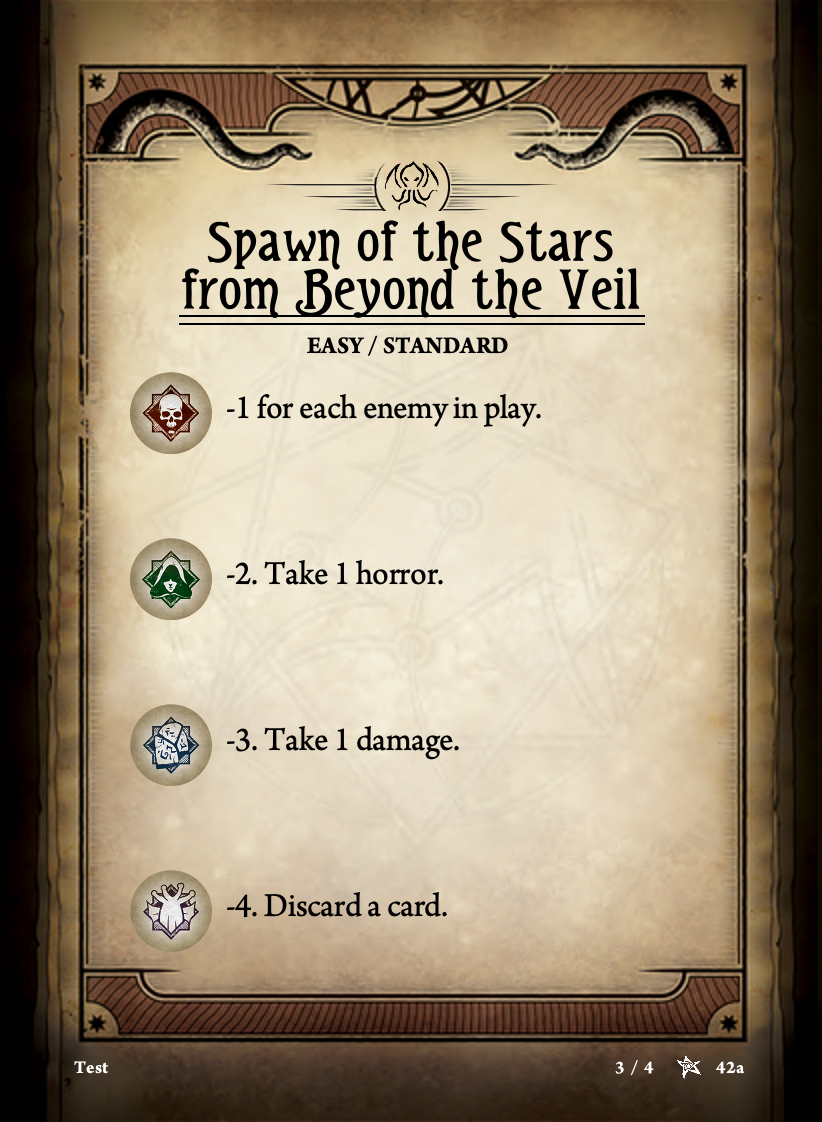 Spawn of the Stars
from Beyond the Veil
EASY / STANDARD
-1 for each enemy in play.
-2. Take 1 horror.
-3. Take 1 damage.
-4. Discard a card.
Test 3 / 4 42a